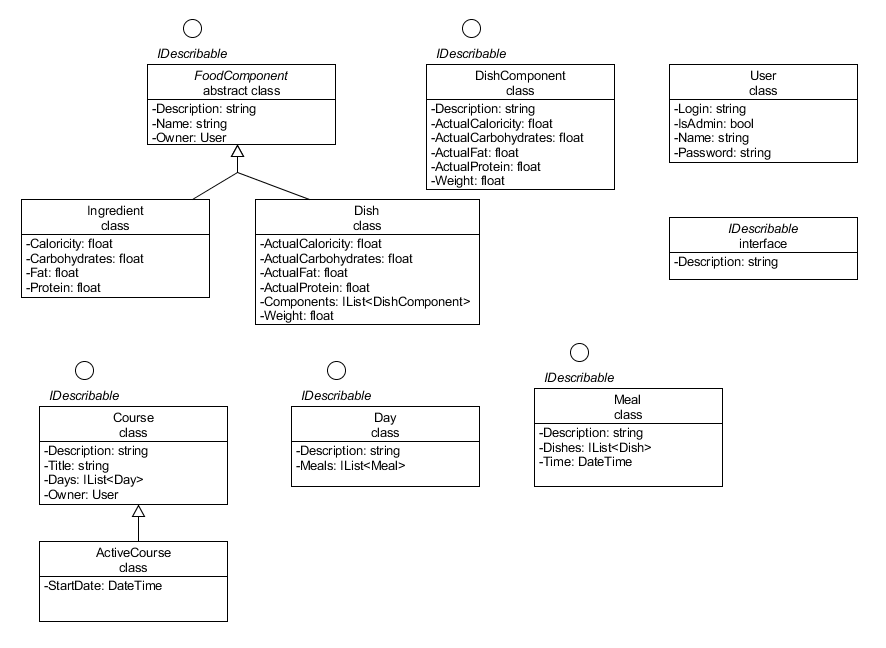 IDescribable
FoodComponent
abstract class
-Description: string
-Name: string
-Owner: User
IDescribable
DishComponent
class
-Description: string
-ActualCaloricity: float
-ActualCarbohydrates: float
-ActualFat: float
-ActualProtein: float
-Weight: float
User
class
-Login: string
-IsAdmin: bool
-Name: string
-Password: string
Ingredient
class
-Caloricity: float
-Carbohydrates: float
-Fat: float
-Protein: float
Dish
class
-ActualCaloricity: float
-ActualCarbohydrates: float
-ActualFat: float
-ActualProtein: float
-Components: IList<DishComponent>
-Weight: float
IDescribable
interface
-Description: string
IDescribable
Course
class
-Description: string
-Title: string
-Days: IList<Day>
-Owner: User
IDescribable
Day
class
-Description: string
-Meals: IList<Meal>
IDescribable
Meal
class
-Description: string
-Dishes: IList<Dish>
-Time: DateTime
ActiveCourse
class
-StartDate: DateTime